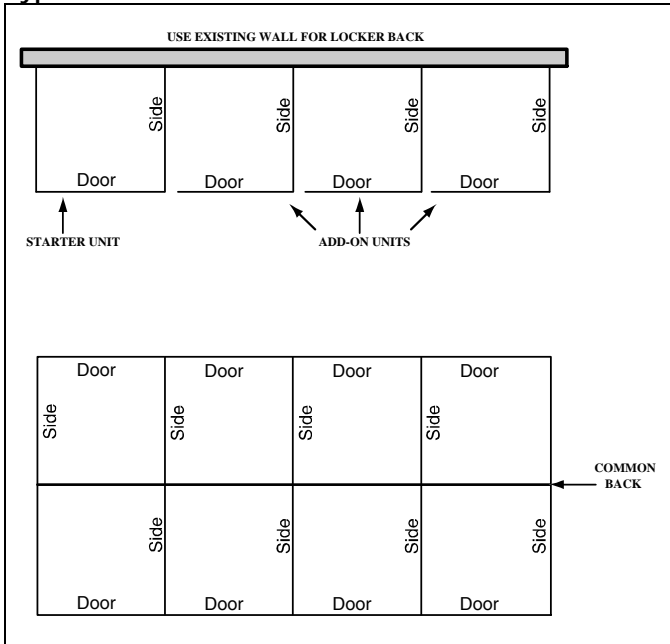 USE EXISTING WALL FOR LOCKER BACK
Side Side Side Side
Door Door Door Door
STARTER UNIT ADD-ON UNITS
Door Door Door Door
Side Side Side Side
COMMON
BACK
Side Side Side Side
Door Door Door Door